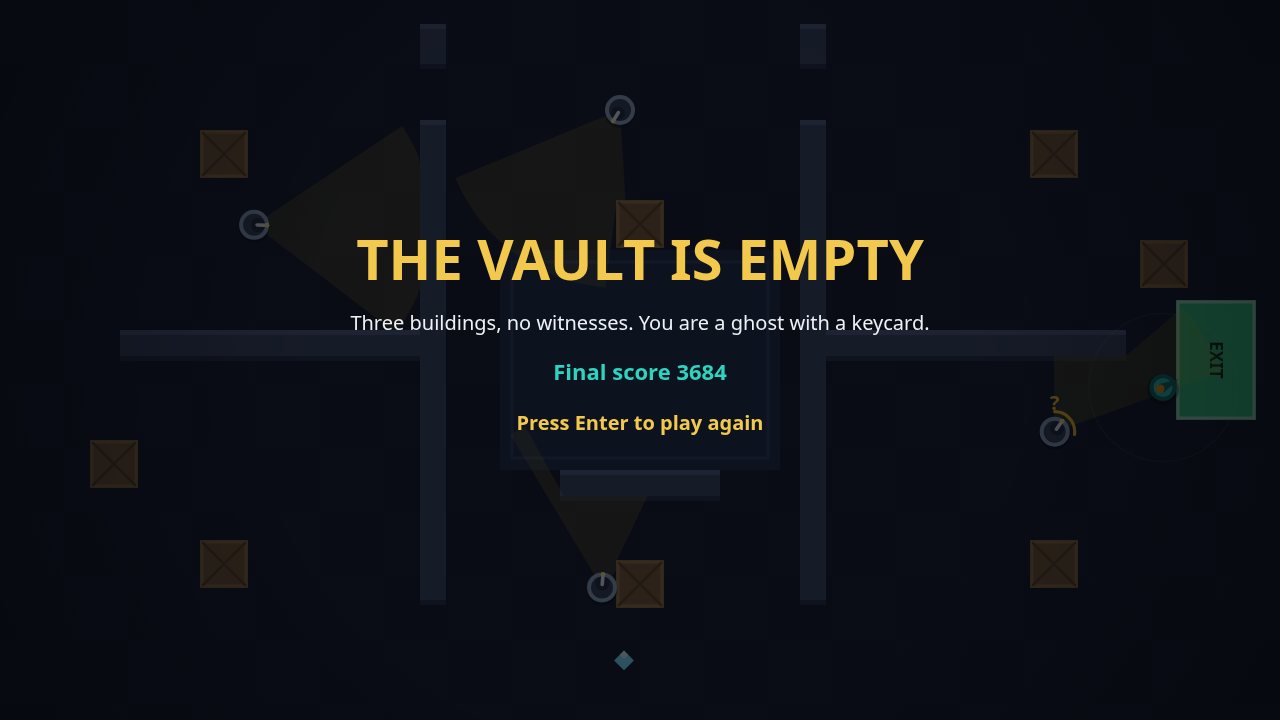 THE VAULT IS EMPTY
Three buildings, no witnesses. You are a ghost with a keycard.
EXIT
Final score 3684
?
Press Enter to play again